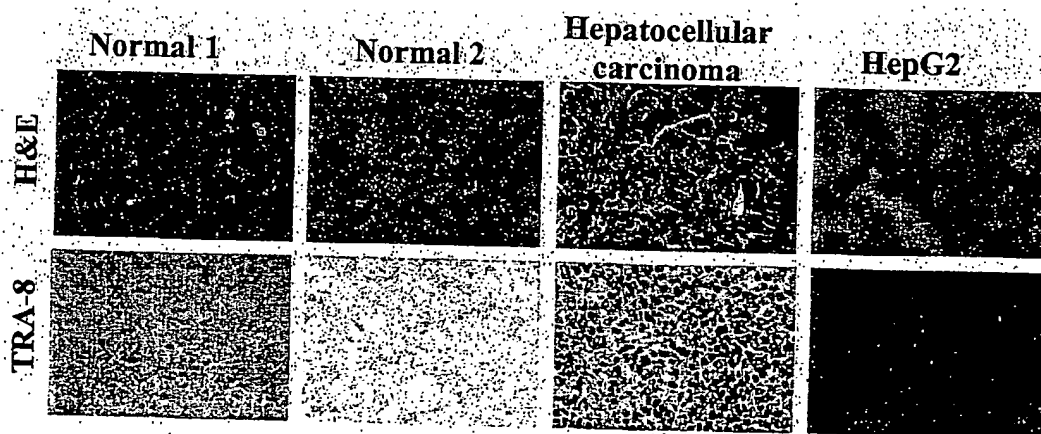 Normal 1
Normal 2
Hepatocellular
carcinoma
HepG2
H&E
TRA-8